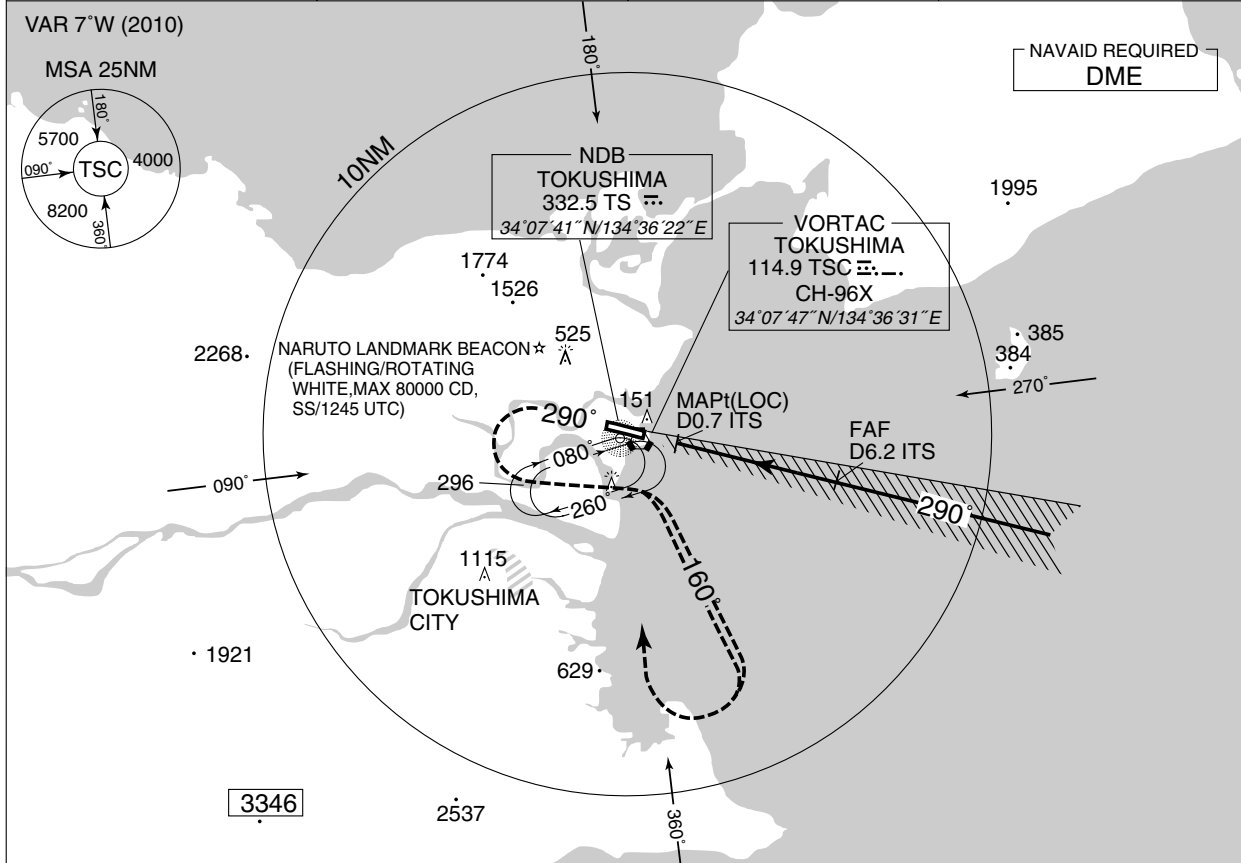 VAR 7°W (2010)
MSA 25NM
180°
5700
4000
090°
TSC
8200
360°
180°
NAVAID REQUIRED
DME
10NM
NDB
TOKUSHIMA
332.5 TS
34°07′41″N/134°36′22″E
VORTAC
TOKUSHIMA
114.9 TSC
CH-96X
34°07′47″N/134°36′31″E
1995
1774
1526
525
2268
NARUTO LANDMARK BEACON
(FLASHING/ROTATING
WHITE,MAX 80000 CD,
SS/1245 UTC)
385
384
270°
151
MAPt(LOC)
D0.7 ITS
FAF
D6.2 ITS
290°
080°
090°
296
260°
290°
160°
1115
TOKUSHIMA
CITY
1921
629
3346
2537
360°